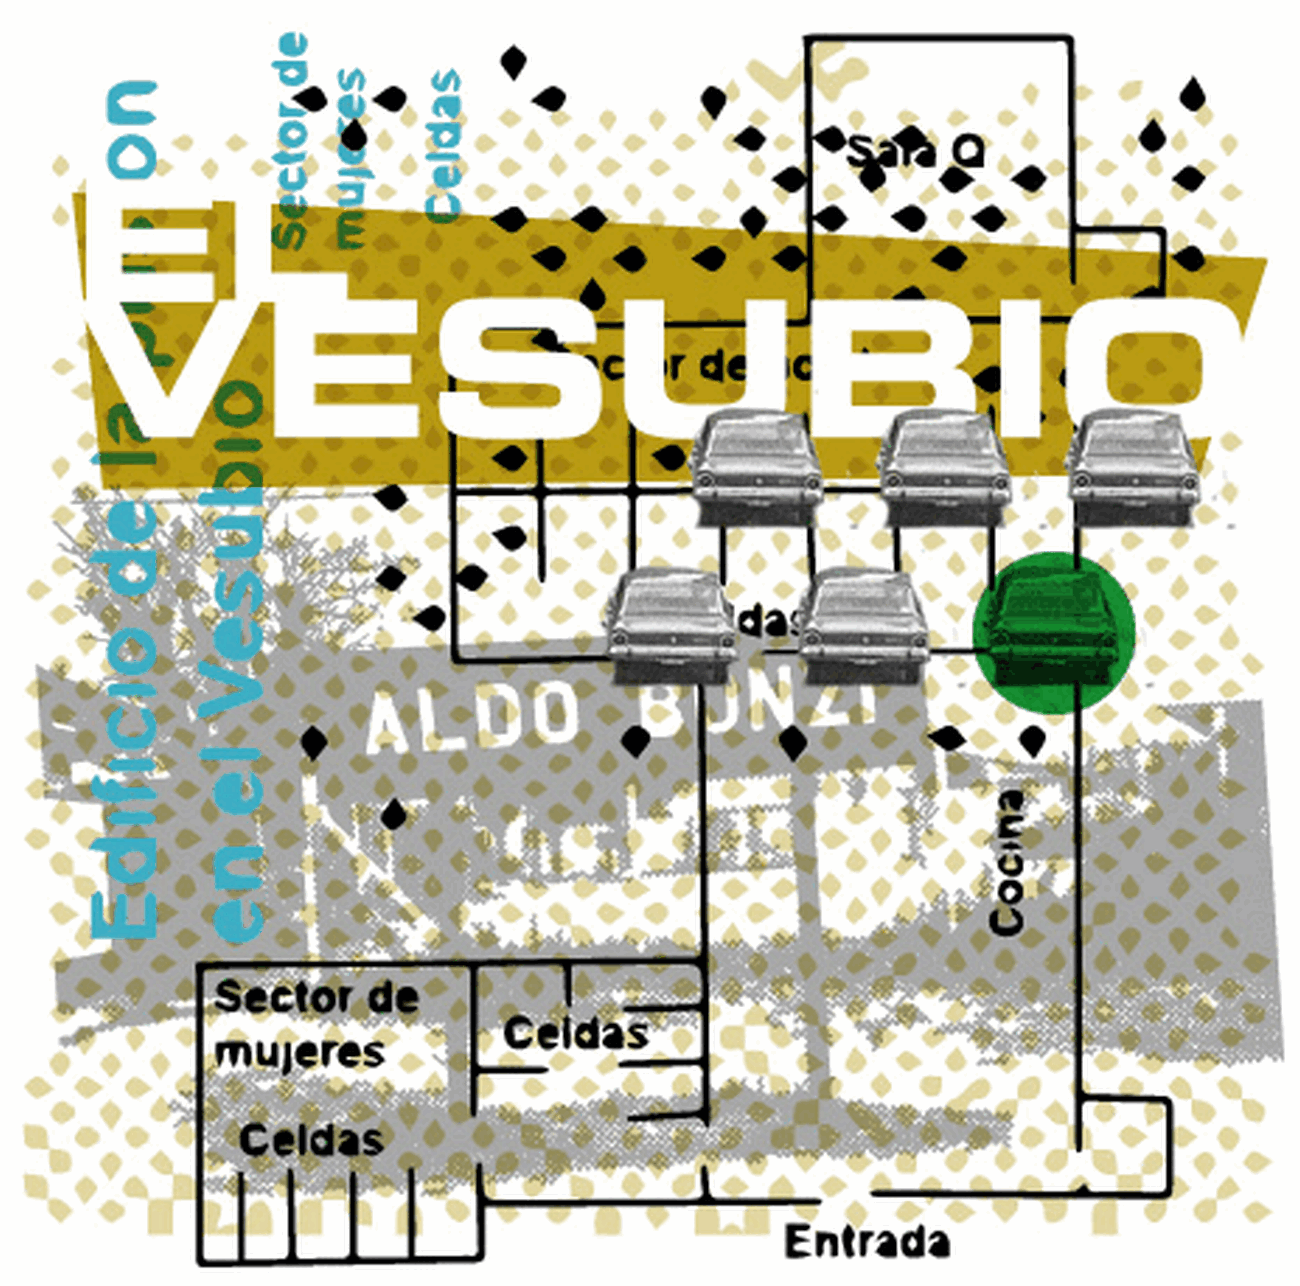 Sector de
mujeres
Celdas
Sala Q
EL
VESUBIO
Edificio de la
en el Vesubio
ALDO BONZI
Cocina
Sector de
mujeres
Celdas
Celdas
Entrada